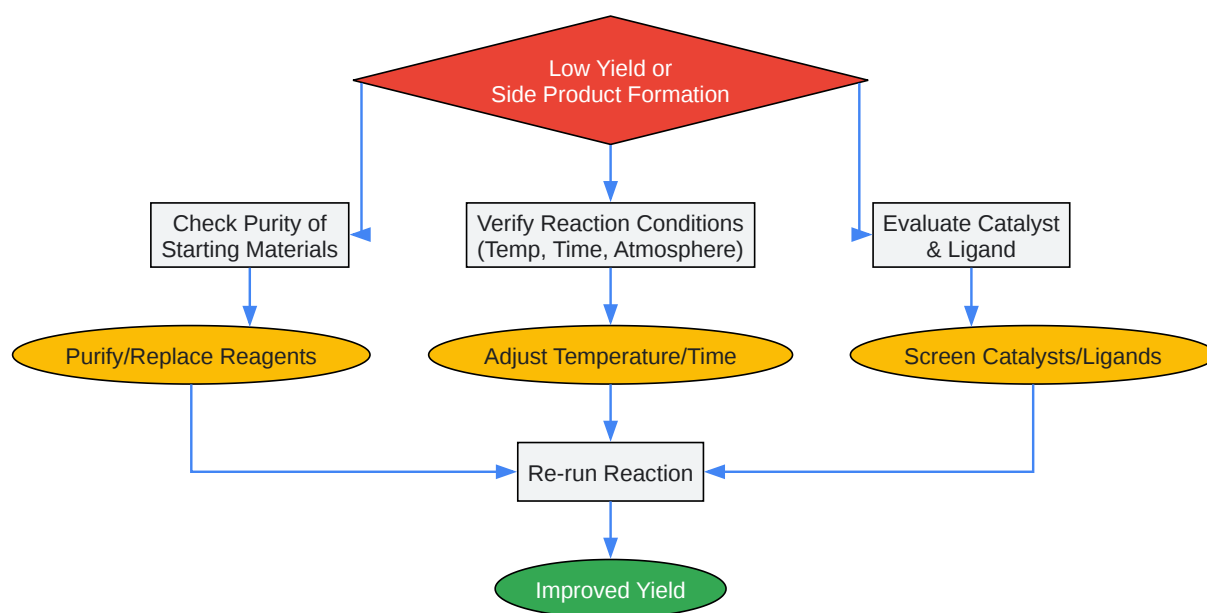 Low Yield or
Side Product Formation
Check Purity of
Starting Materials
Verify Reaction Conditions
(Temp, Time, Atmosphere)
Evaluate Catalyst
& Ligand
Purify/Replace Reagents
Adjust Temperature/Time
Screen Catalysts/Ligands
Re-run Reaction
Improved Yield